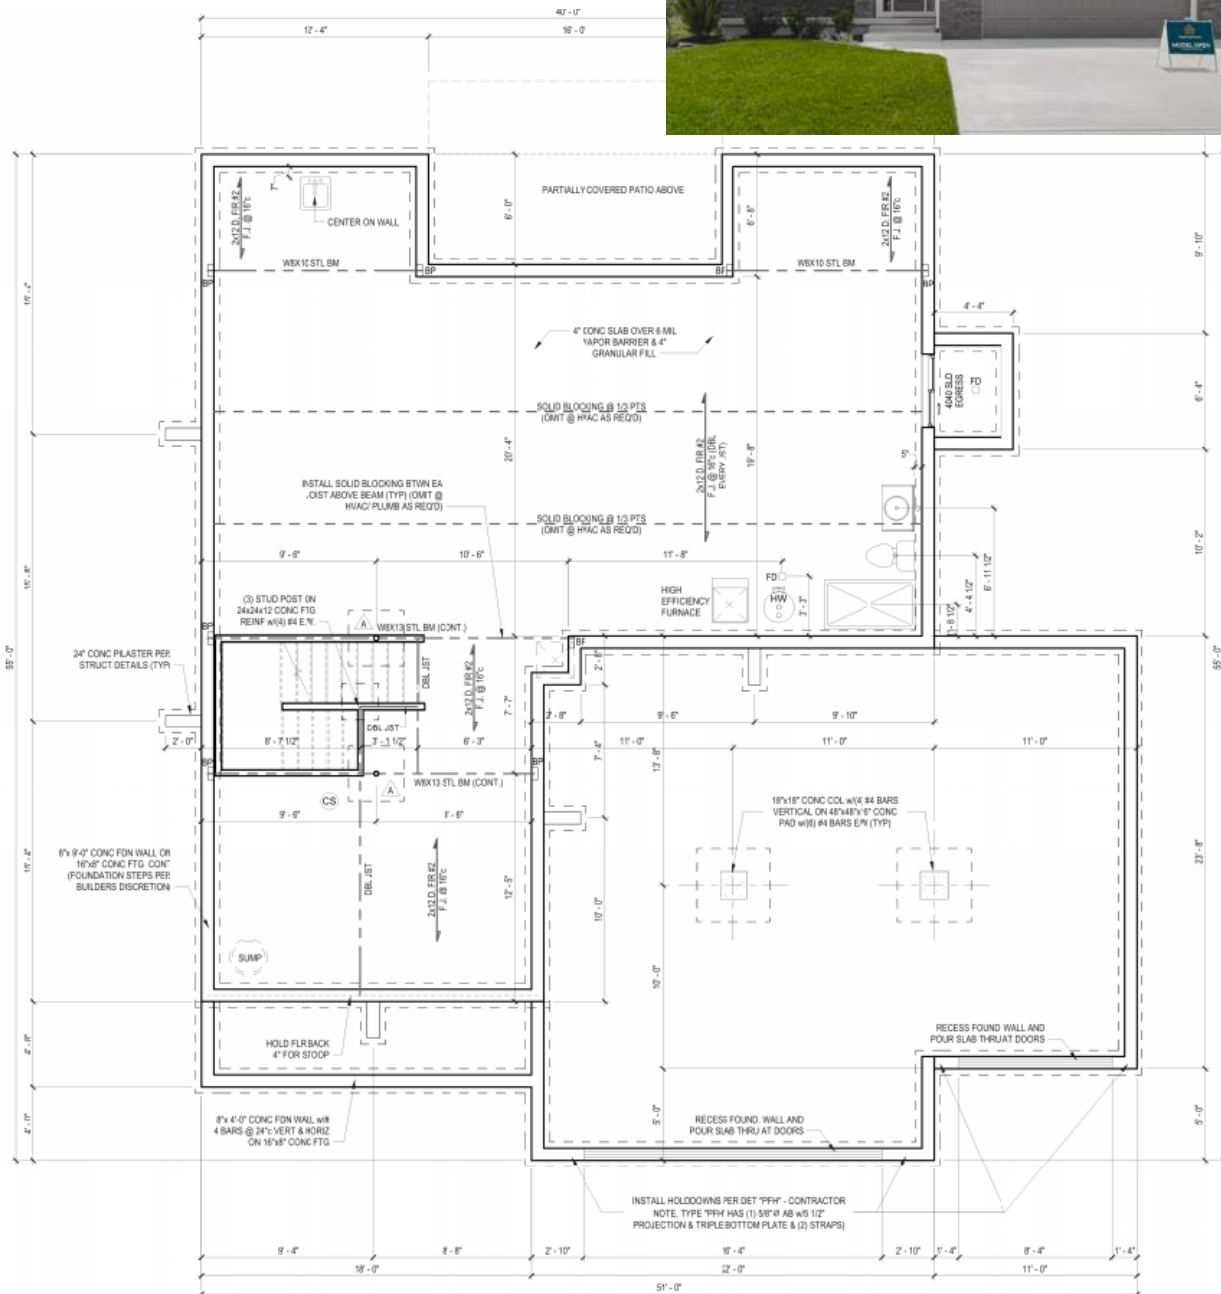 40' - 0"
12' - 4"
16' - 0"
MODEL OPEN
PARTIALLY COVERED PATIO ABOVE
7"
CENTER ON WALL
2x12 D. FIR #2
F.J. @ 16"c
6' - 0"
6' - 8"
2x12 D. FIR #2
F.J. @ 16"c
9' - 10"
W8X10 STL BM
BP
W8X10 STL BM
BP
BP
4' - 4"
4" CONC SLAB OVER 6 MIL
VAPOR BARRIER & 4"
GRANULAR FILL
4040 SLD
EGRESS
FD
6' - 4"
SOLID BLOCKING @ 1/3 PTS
(OMIT @ HVAC AS REQ'D)
20' - 4"
2x12 D. FIR #2
F.J. @ 16"c (DBL
EVERY JST)
19' - 8"
5"
INSTALL SOLID BLOCKING BTWN EA
JOIST ABOVE BEAM (TYP) (OMIT @
HVAC/ PLUMB AS REQ'D)
SOLID BLOCKING @ 1/3 PTS
(OMIT @ HVAC AS REQ'D)
10' - 2"
9' - 6"
10' - 6"
11' - 8"
6' - 11 1/2"
4' - 4 1/2"
FD
HW
3' - 3"
HIGH
EFFICIENCY
FURNACE
(3) STUD POST ON
24x24x12 CONC FTG
REINF w/(4) #4 E.W.
A
W8X13 STL BM (CONT.)
BP
24" CONC PILASTER PER
STRUCT DETAILS (TYP)
55' - 0"
55' - 0"
DBL JST
2x12 D. FIR #2
F.J. @ 16"c
7' - 7"
2' - 8"
9' - 6"
9' - 10"
DBL JST
2' - 0"
8' - 7 1/2"
3' - 1 1/2"
6' - 3"
11' - 0"
11' - 0"
11' - 0"
13' - 8"
BP
BP
W8X13 STL BM (CONT.)
CS
A
9' - 6"
18"x18" CONC COL w/(4) #4 BARS
VERTICAL ON 48"x48"x16" CONC
PAD w/(6) #4 BARS E/W (TYP)
8"x 9'-0" CONC FDN WALL ON
16"x8" CONC FTG CONT
(FOUNDATION STEPS PER
BUILDERS DISCRETION)
DBL JST
2x12 D. FIR #2
F.J. @ 16"c
12' - 5"
10' - 0"
23' - 8"
SUMP
10' - 0"
HOLD FLR BACK
4" FOR STOOP
RECESS FOUND WALL AND
POUR SLAB THRU AT DOORS
8"x 4'-0" CONC FDN WALL w/#
4 BARS @ 24"c VERT & HORIZ
ON 16"x8" CONC FTG
RECESS FOUND. WALL AND
POUR SLAB THRU AT DOORS
5' - 0"
5' - 0"
INSTALL HOLDDOWNS PER DET "PFH" - CONTRACTOR
NOTE, TYPE "PFH" HAS (1) 5/8"Ø AB w/5 1/2"
PROJECTION & TRIPLE BOTTOM PLATE & (2) STRAPS)
9' - 4"
8' - 8"
2' - 10"
16' - 4"
2' - 10"
1' - 4"
8' - 4"
1' - 4"
18' - 0"
22' - 0"
11' - 0"
51' - 0"